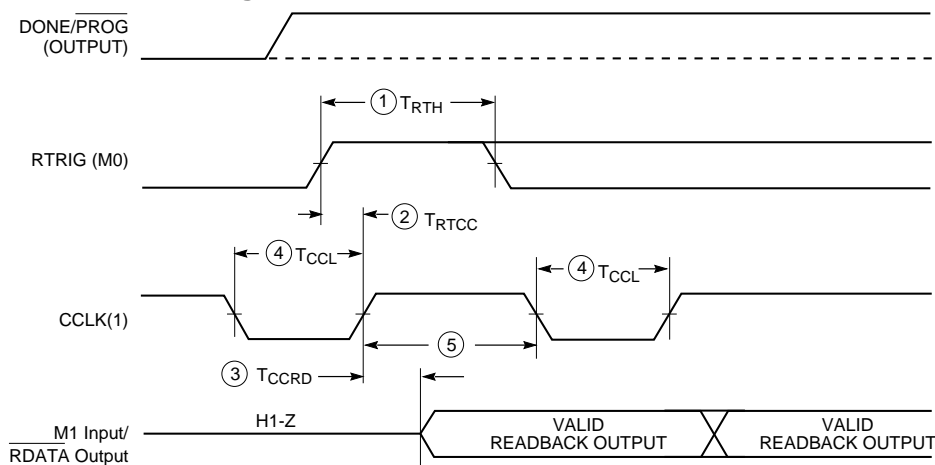 DONE/PROG
(OUTPUT)
1 TRTH
RTRIG (M0)
2 TRTCC
4 TCCL
4 TCCL
CCLK(1)
5
3 TCCRD
H1-Z
M1 Input/
RDATA Output
VALID
READBACK OUTPUT
VALID
READBACK OUTPUT